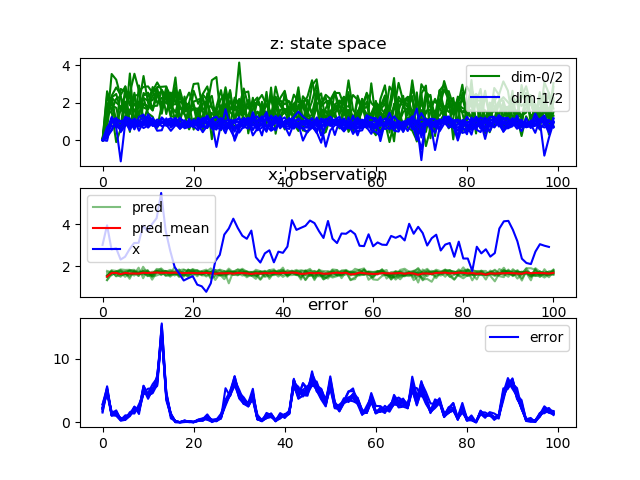 z: state space
4
2
0
dim-0/2
dim-1/2
0 20 40 60 80 100
x: observation
4
2
pred
pred_mean
x
0 20 40 60 80 100
error
10
0
error
0 20 40 60 80 100